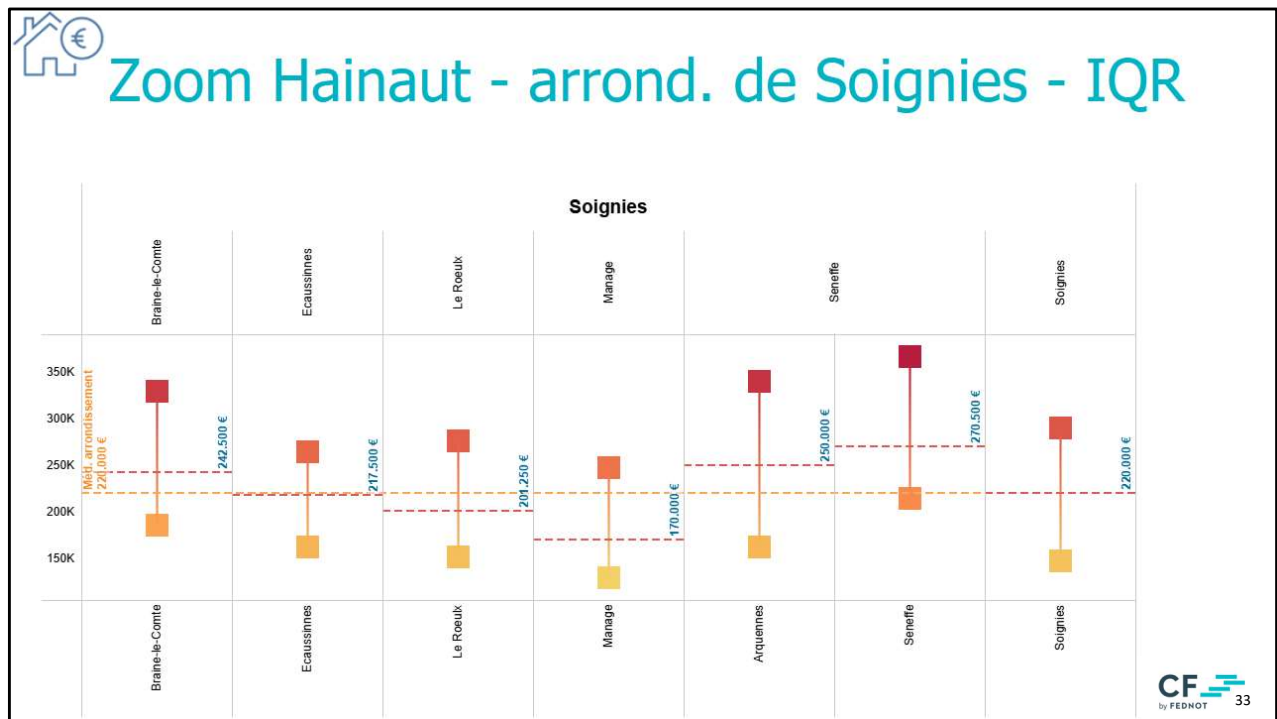 €
Zoom Hainaut - arrond. de Soignies - IQR
Soignies
Braine-le-Comte
Ecaussinnes
Le Roeulx
Manage
Seneffe
Soignies
350K
300K
250K
200K
150K
Méd. arrondissement
220.000 €
242.500 €
217.500 €
201.250 €
170.000 €
250.000 €
270.500 €
220.000 €
Braine-le-Comte
Ecaussinnes
Le Roeulx
Manage
Arquennes
Seneffe
Soignies
CF
by FEDNOT
33